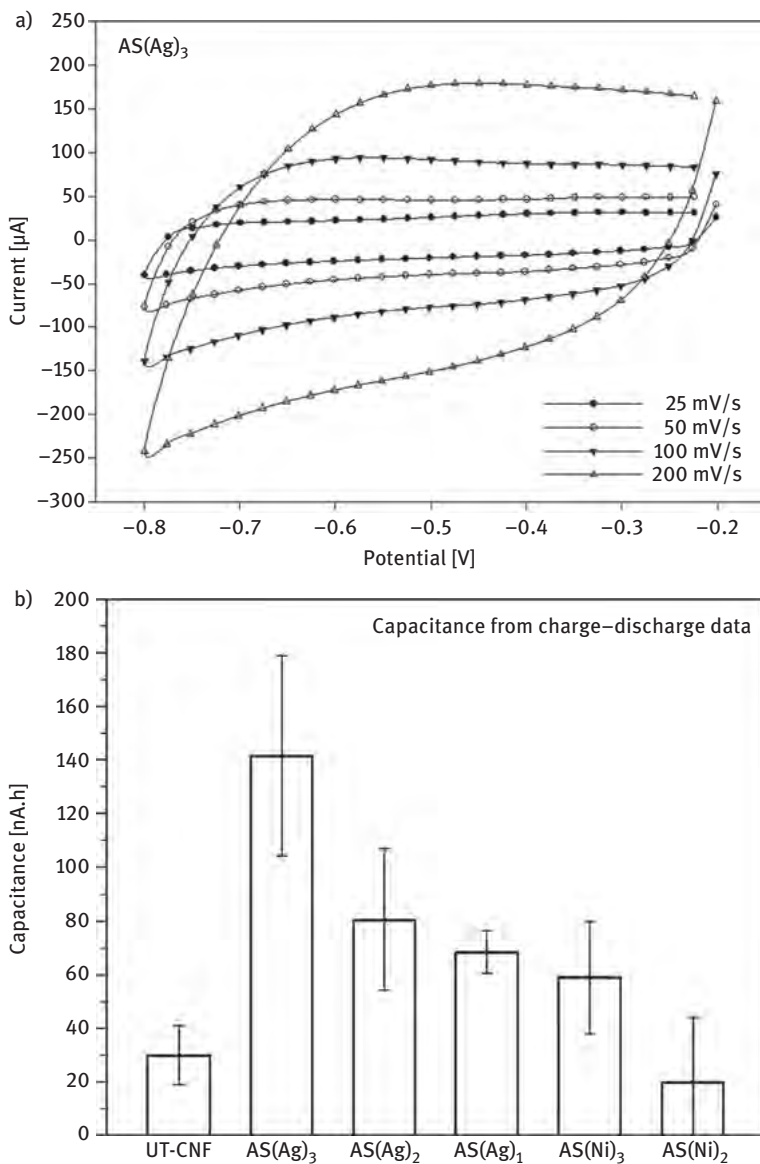 a)
AS(Ag)₃
Current [µA]
250
200
150
100
50
0
−50
−100
−150
−200
−250
−300
25 mV/s
50 mV/s
100 mV/s
200 mV/s
−0.8 −0.7 −0.6 −0.5 −0.4 −0.3 −0.2
Potential [V]
b)
Capacitance from charge–discharge data
Capacitance [nA.h]
200
180
160
140
120
100
80
60
40
20
0
UT-CNF AS(Ag)₃ AS(Ag)₂ AS(Ag)₁ AS(Ni)₃ AS(Ni)₂